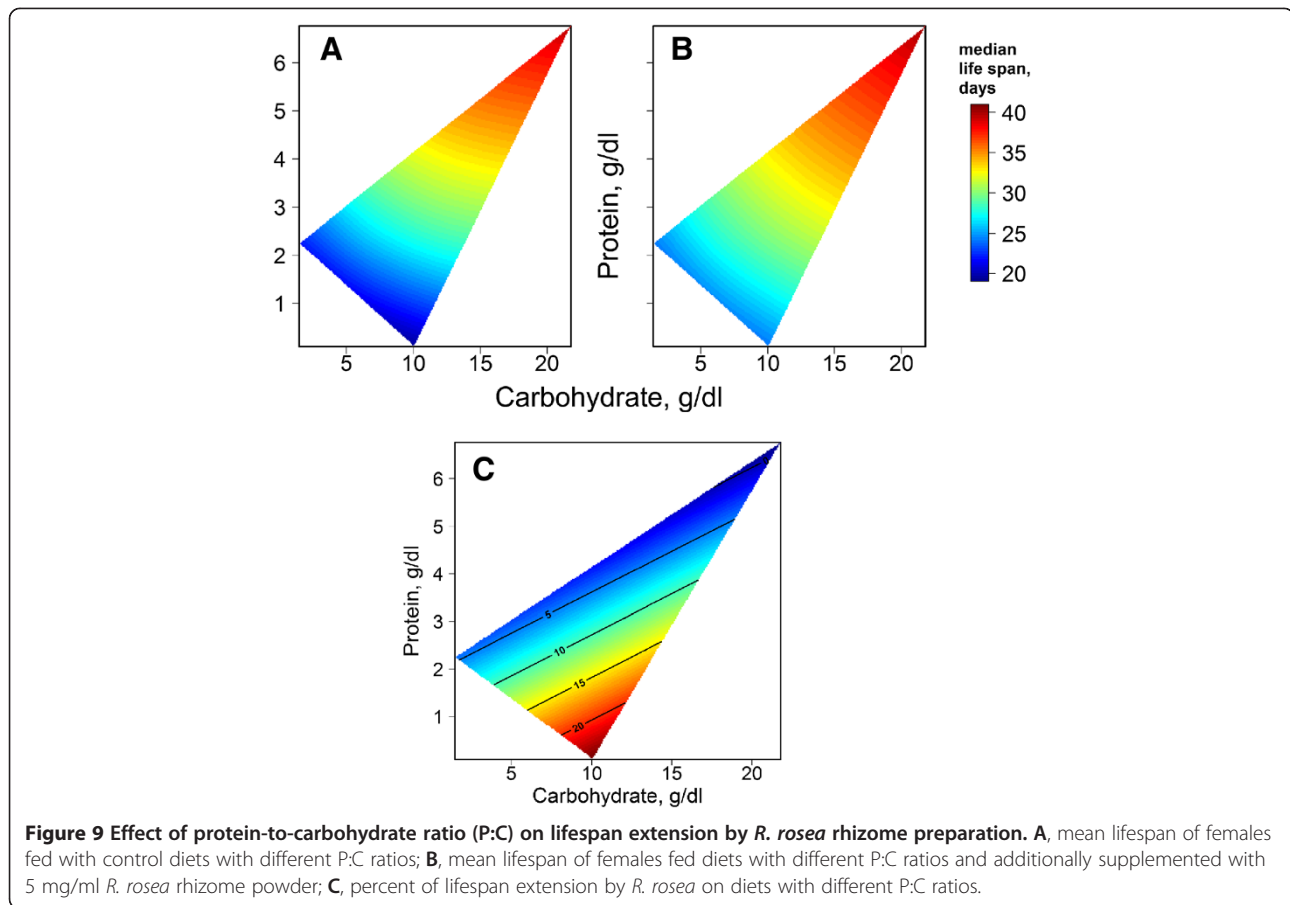 A
B
median
life span,
days
6
5
4
3
2
1
Protein, g/dl
40
35
30
25
20
5 10 15 20
5 10 15 20
Carbohydrate, g/dl
C
6
5
4
3
2
1
Protein, g/dl
5
10
15
20
5 10 15 20
Carbohydrate, g/dl
Figure 9 Effect of protein-to-carbohydrate ratio (P:C) on lifespan extension by R. rosea rhizome preparation. A, mean lifespan of females
fed with control diets with different P:C ratios; B, mean lifespan of females fed diets with different P:C ratios and additionally supplemented with
5 mg/ml R. rosea rhizome powder; C, percent of lifespan extension by R. rosea on diets with different P:C ratios.